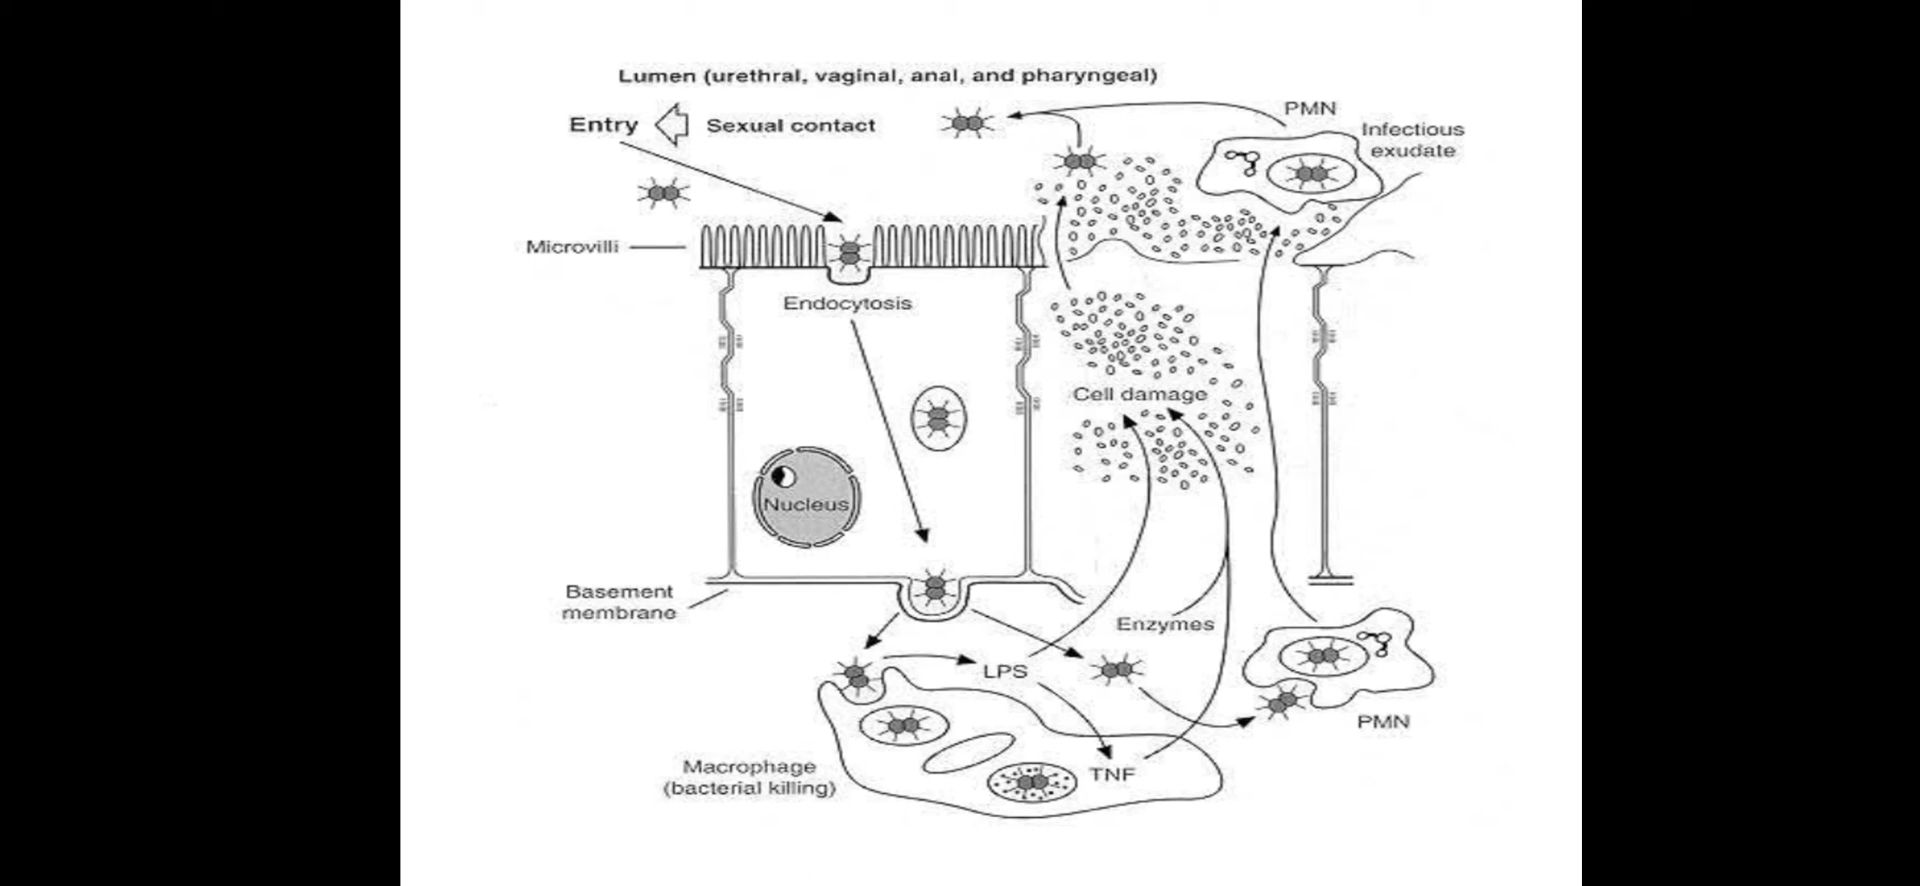 Lumen (urethral, vaginal, anal, and pharyngeal)
Entry
Sexual contact
PMN
Infectious
exudate
Microvilli
Endocytosis
Cell damage
Nucleus
Basement
membrane
Enzymes
LPS
PMN
Macrophage
(bacterial killing)
TNF